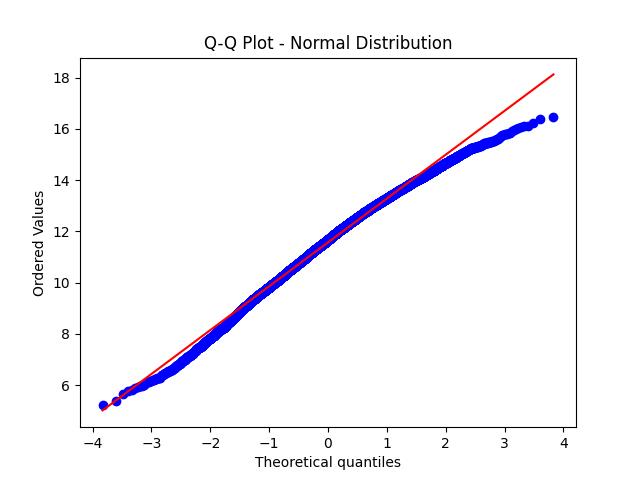 Q-Q Plot - Normal Distribution
18
16
14
12
10
8
6
Ordered Values
−4 −3 −2 −1 0 1 2 3 4
Theoretical quantiles